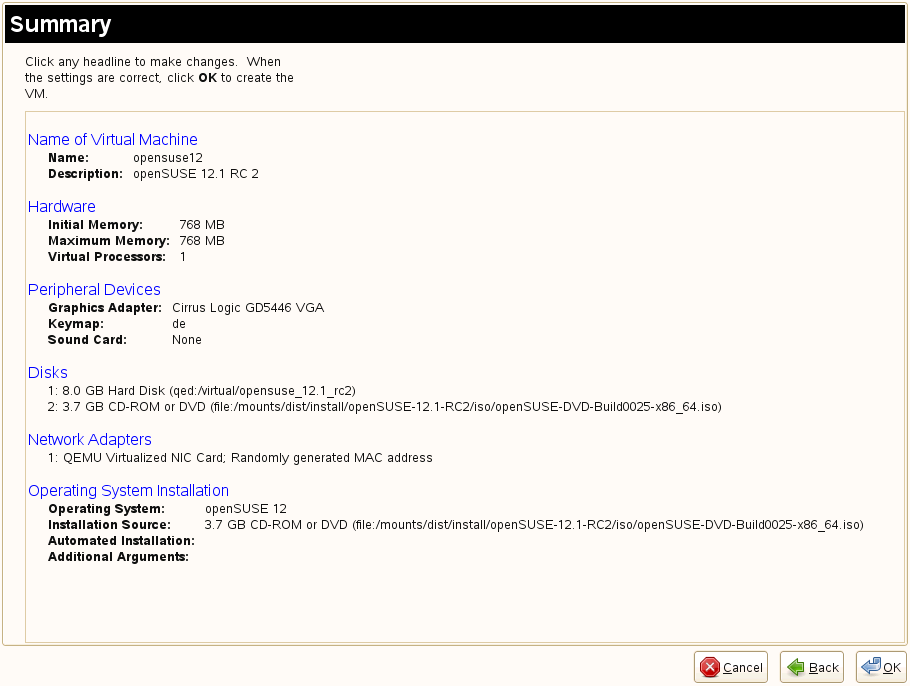 Summary
Click any headline to make changes. When
the settings are correct, click OK to create the
VM.
Name of Virtual Machine
Name: opensuse12
Description: openSUSE 12.1 RC 2
Hardware
Initial Memory: 768 MB
Maximum Memory: 768 MB
Virtual Processors: 1
Peripheral Devices
Graphics Adapter: Cirrus Logic GD5446 VGA
Keymap: de
Sound Card: None
Disks
1: 8.0 GB Hard Disk (qed:/virtual/opensuse_12.1_rc2)
2: 3.7 GB CD-ROM or DVD (file:/mounts/dist/install/openSUSE-12.1-RC2/iso/openSUSE-DVD-Build0025-x86_64.iso)
Network Adapters
1: QEMU Virtualized NIC Card; Randomly generated MAC address
Operating System Installation
Operating System: openSUSE 12
Installation Source: 3.7 GB CD-ROM or DVD (file:/mounts/dist/install/openSUSE-12.1-RC2/iso/openSUSE-DVD-Build0025-x86_64.iso)
Automated Installation:
Additional Arguments:
Cancel Back OK